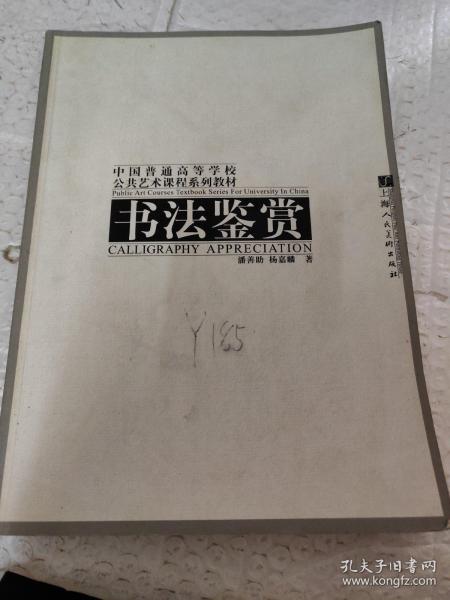 中国普通高等学校
公共艺术课程系列教材
Public Art Courses Textbook Series For University In China
书法鉴赏
CALLIGRAPHY APPRECIATION
潘善助 杨嘉麟 著
上海人民美術出版社
Y185
孔夫子旧书网
www.kongfz.com